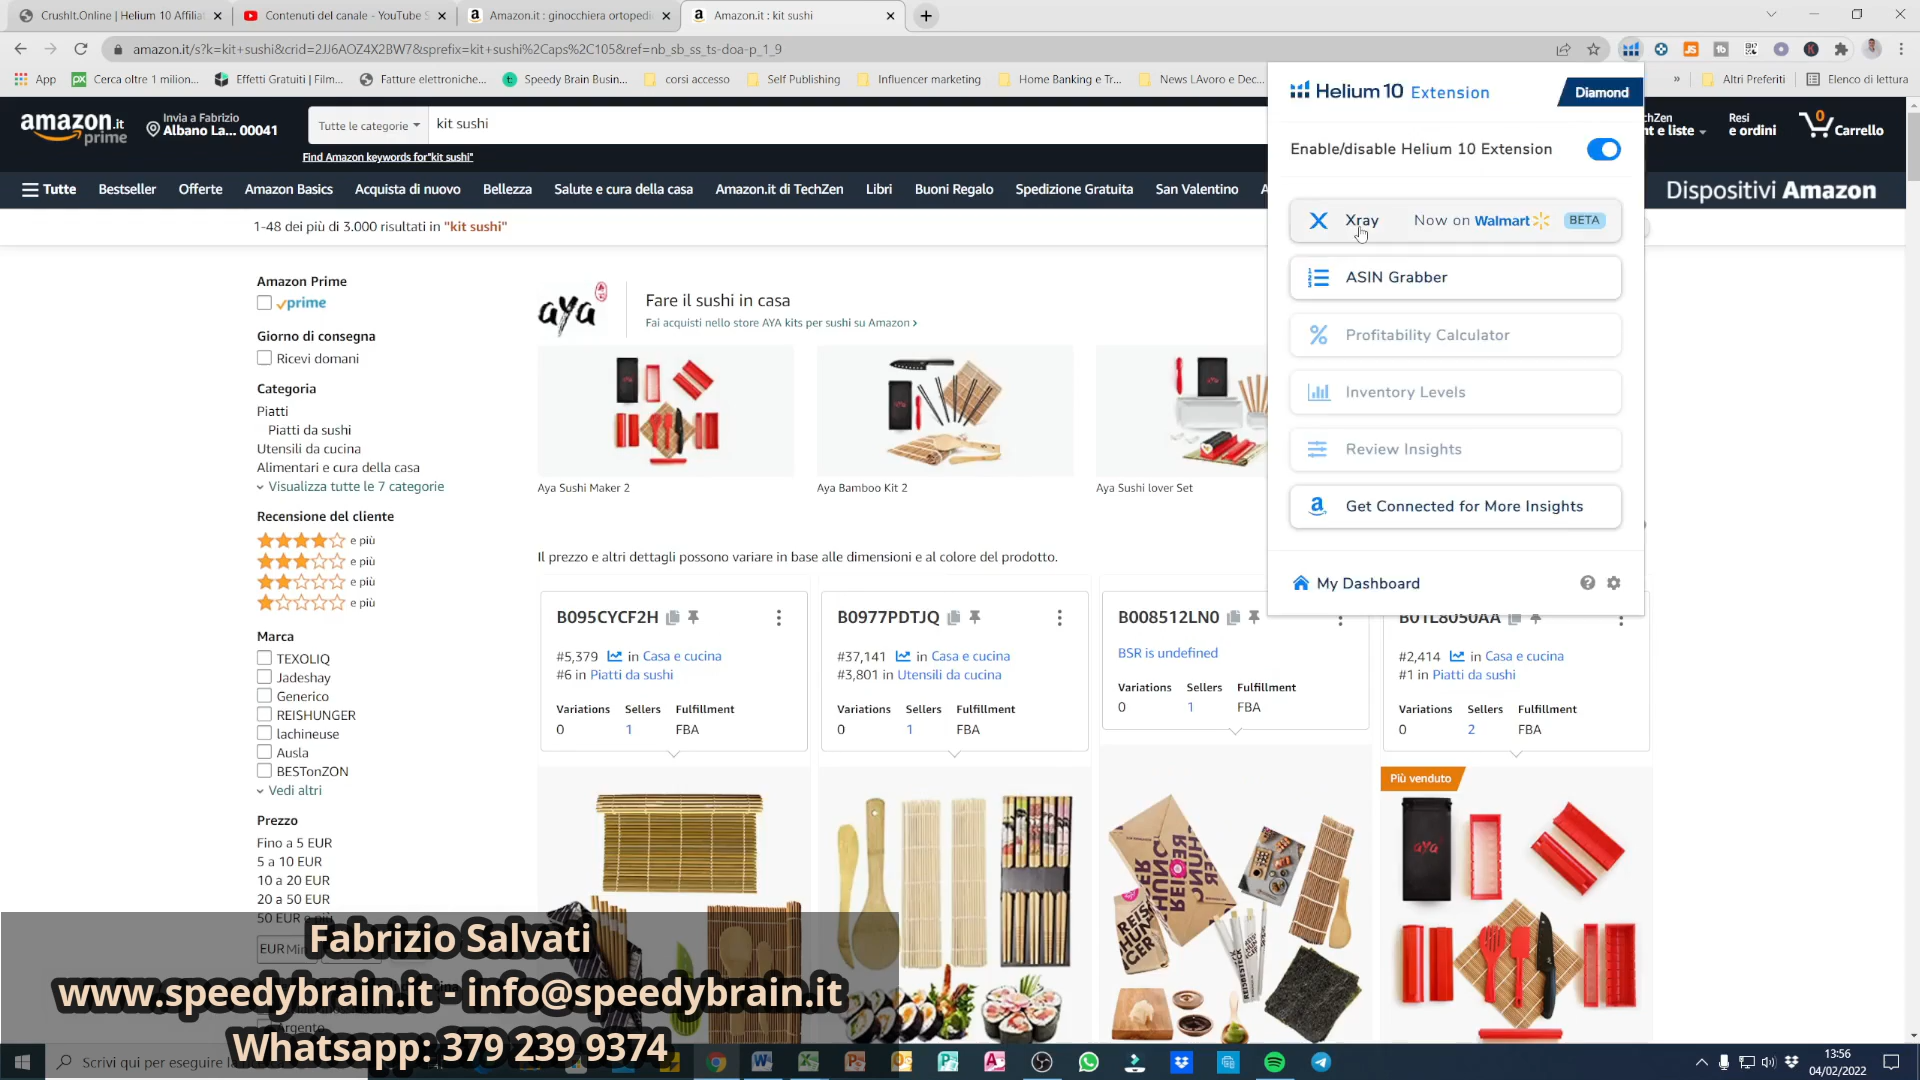 CrushIt.Online | Helium 10 Affiliat
Contenuti del canale - YouTube S
Amazon.it : ginocchiera ortopedi
Amazon.it : kit sushi
amazon.it/s?k=kit+sushi&crid=2JJ6AOZ4X2BW7&sprefix=kit+sushi%2Caps%2C105&ref=nb_sb_ss_ts-doa-p_1_9
App
Cerca oltre 1 milion...
Effetti Gratuiti | Film...
Fatture elettroniche...
Speedy Brain Busin...
corsi accesso
Self Publishing
Influencer marketing
Home Banking e Tr...
News LAvoro e Dec...
»
Altri Preferiti
Elenco di lettura
amazon.it
prime
Invia a Fabrizio
Albano La... 00041
Tutte le categorie
kit sushi
Find Amazon keywords for"kit sushi"
chZen
nt e liste
Resi
e ordini
0
Carrello
Tutte
Bestseller
Offerte
Amazon Basics
Acquista di nuovo
Bellezza
Salute e cura della casa
Amazon.it di TechZen
Libri
Buoni Regalo
Spedizione Gratuita
San Valentino
A
Dispositivi Amazon
1-48 dei più di 3.000 risultati in "kit sushi"
Helium 10 Extension
Diamond
Enable/disable Helium 10 Extension
Xray
Now on Walmart
BETA
ASIN Grabber
Profitability Calculator
Inventory Levels
Review Insights
Get Connected for More Insights
My Dashboard
Amazon Prime
prime
Giorno di consegna
Ricevi domani
Categoria
Piatti
Piatti da sushi
Utensili da cucina
Alimentari e cura della casa
Visualizza tutte le 7 categorie
Recensione del cliente
e più
e più
e più
e più
Marca
TEXOLIQ
Jadeshay
Generico
REISHUNGER
lachineuse
Ausla
BESTonZON
Vedi altri
Prezzo
Fino a 5 EUR
5 a 10 EUR
10 a 20 EUR
20 a 50 EUR
50 EUR e più
EUR Min
Argento
aya
Fare il sushi in casa
Fai acquisti nello store AYA kits per sushi su Amazon ›
Aya Sushi Maker 2
Aya Bamboo Kit 2
Aya Sushi lover Set
Il prezzo e altri dettagli possono variare in base alle dimensioni e al colore del prodotto.
B095CYCF2H
#5,379 in Casa e cucina
#6 in Piatti da sushi
Variations Sellers Fulfillment
0 1 FBA
B0977PDTJQ
#37,141 in Casa e cucina
#3,801 in Utensili da cucina
Variations Sellers Fulfillment
0 1 FBA
B008512LN0
BSR is undefined
Variations Sellers Fulfillment
0 1 FBA
B01L8050AA
#2,414 in Casa e cucina
#1 in Piatti da sushi
Variations Sellers Fulfillment
0 2 FBA
Più venduto
aya
Fabrizio Salvati
www.speedybrain.it - info@speedybrain.it
Whatsapp: 379 239 9374
Scrivi qui per eseguire la
13:56
04/02/2022